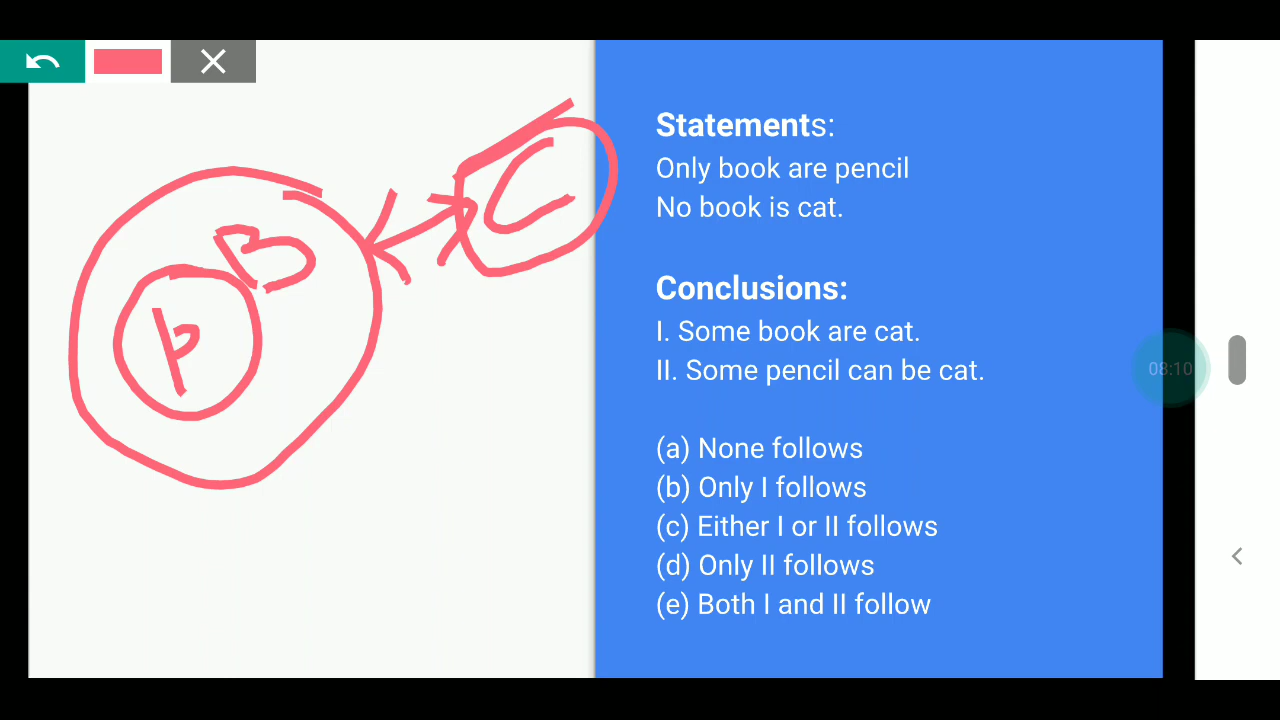 B
P
C
Statements:
Only book are pencil
No book is cat.
Conclusions:
I. Some book are cat.
II. Some pencil can be cat.
(a) None follows
(b) Only I follows
(c) Either I or II follows
(d) Only II follows
(e) Both I and II follow
08:10